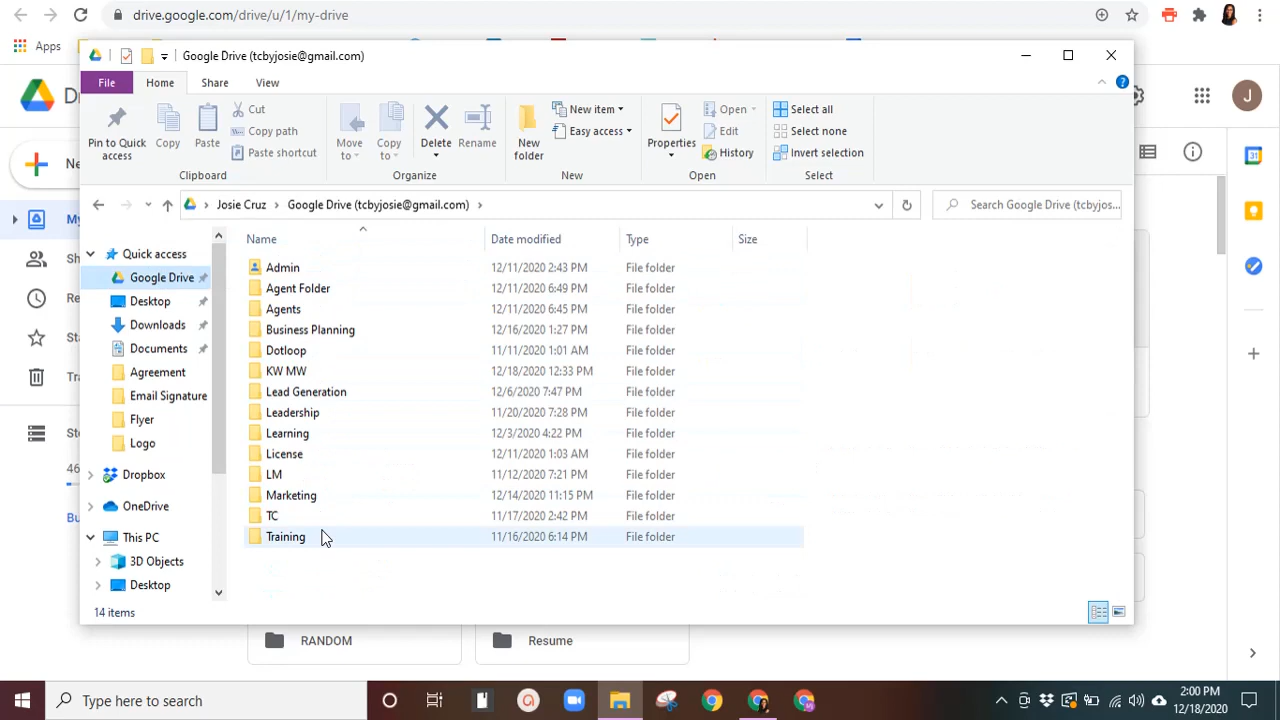 drive.google.com/drive/u/1/my-drive
Apps
Google Drive (tcbyjosie@gmail.com)
File Home Share View
Pin to Quick access
Copy
Paste
Cut
Copy path
Paste shortcut
Move to
Copy to
Delete
Rename
New folder
New item
Easy access
Properties
Open
Edit
History
Select all
Select none
Invert selection
Clipboard Organize New Open Select
Josie Cruz Google Drive (tcbyjosie@gmail.com)
Search Google Drive (tcbyjos...
J
31
Name Date modified Type Size
Quick access
Google Drive
Desktop
Downloads
Documents
Agreement
Email Signature
Flyer
Logo
Dropbox
OneDrive
This PC
3D Objects
Desktop
Admin 12/11/2020 2:43 PM File folder
Agent Folder 12/11/2020 6:49 PM File folder
Agents 12/11/2020 6:45 PM File folder
Business Planning 12/16/2020 1:27 PM File folder
Dotloop 11/11/2020 1:01 AM File folder
KW MW 12/18/2020 12:33 PM File folder
Lead Generation 12/6/2020 7:47 PM File folder
Leadership 11/20/2020 7:28 PM File folder
Learning 12/3/2020 4:22 PM File folder
License 12/11/2020 1:03 AM File folder
LM 11/12/2020 7:21 PM File folder
Marketing 12/14/2020 11:15 PM File folder
TC 11/17/2020 2:42 PM File folder
Training 11/16/2020 6:14 PM File folder
14 items
RANDOM
Resume
Type here to search
2:00 PM
12/18/2020